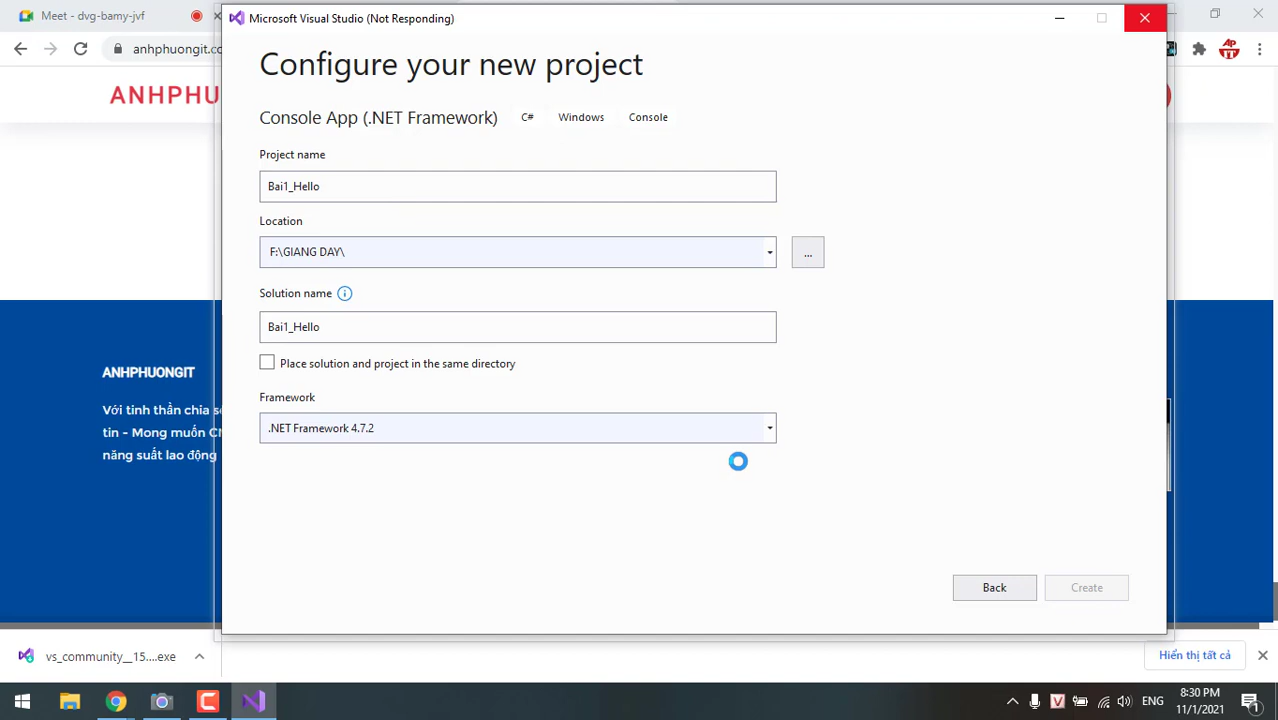 Meet - dvg-bamy-jvf
Microsoft Visual Studio (Not Responding)
anhphuongit.c
ANHPHU
Configure your new project
Console App (.NET Framework)
C#
Windows
Console
Project name
Bai1_Hello
Location
F:\GIANG DAY\
...
Solution name
Bai1_Hello
Place solution and project in the same directory
Framework
.NET Framework 4.7.2
ANHPHUONGIT
Với tinh thần chia s
tin - Mong muốn C
năng suất lao động
Back
Create
vs_community__15....exe
Hiển thị tất cả
AP
IT
V
ENG
8:30 PM
11/1/2021
1